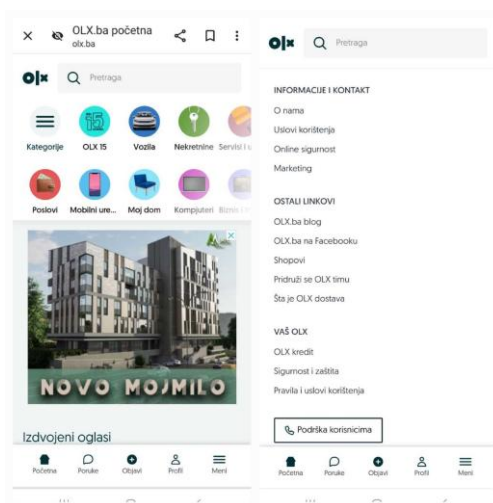 OLX.ba početna
olx.ba
olx
Pretraga
Kategorije
OLX 15
Vozila
Nekretnine
Servisi i u
Poslovi
Mobilni ure...
Moj dom
Kompjuteri
NOVO MOJMILO
Izdvojeni oglasi
Početna
Poruke
Objavi
Profil
Meni
olx
Pretraga
INFORMACIJE I KONTAKT
O nama
Uslovi korištenja
Online sigurnost
Marketing
OSTALI LINKOVI
OLX.ba blog
OLX.ba na Facebooku
Shopovi
Pridruži se OLX timu
Šta je OLX dostava
VAŠ OLX
OLX kredit
Sigurnost i zaštita
Pravila i uslovi korištenja
Podrška korisnicima
Početna
Poruke
Objavi
Profil
Meni